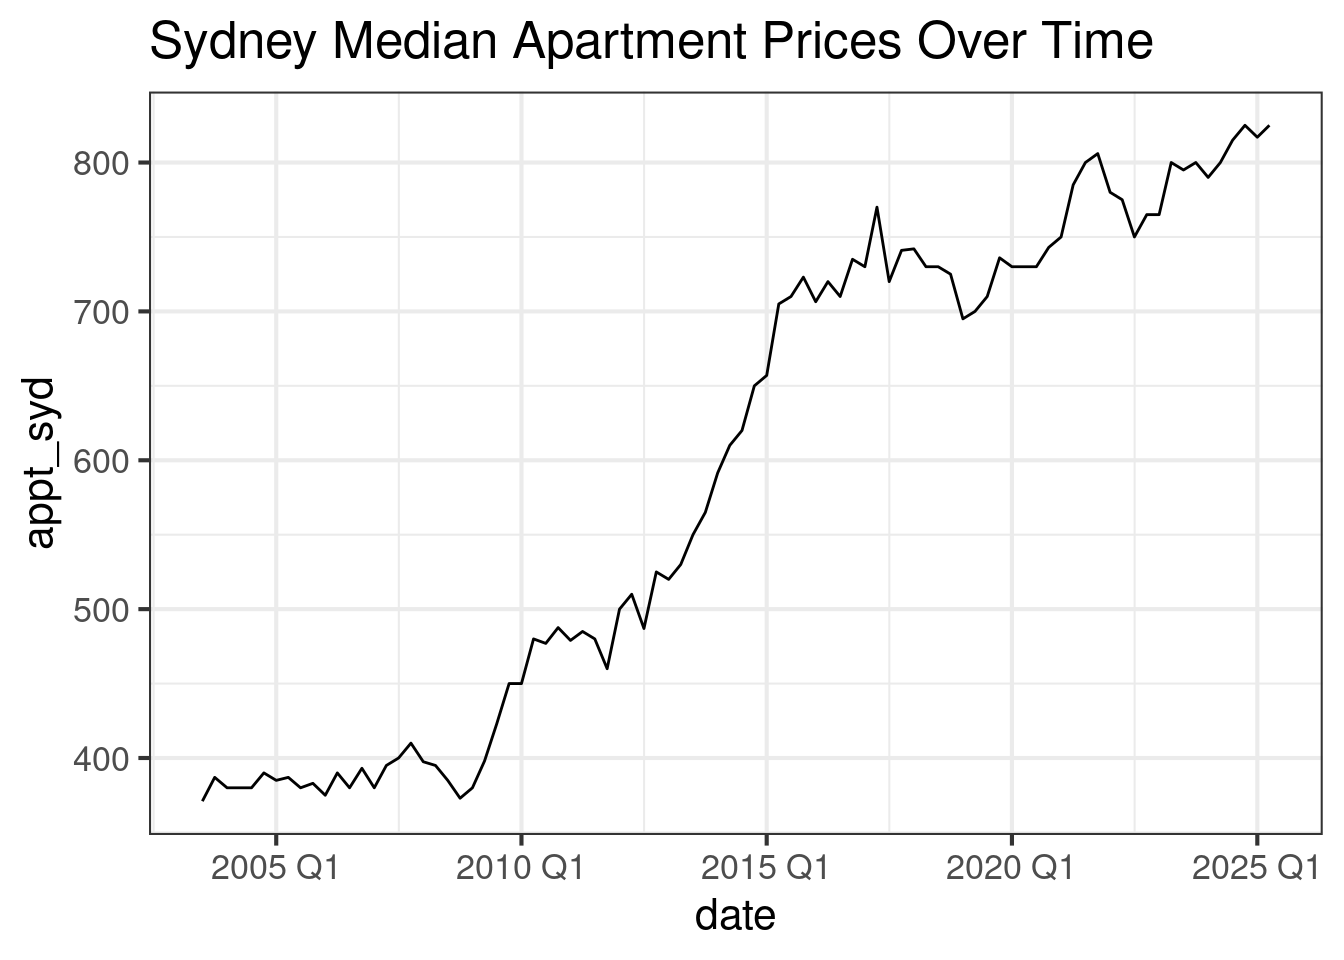 Sydney Median Apartment Prices Over Time
appt_syd
800
700
600
500
400
2005 Q1 2010 Q1 2015 Q1 2020 Q1 2025 Q1
date